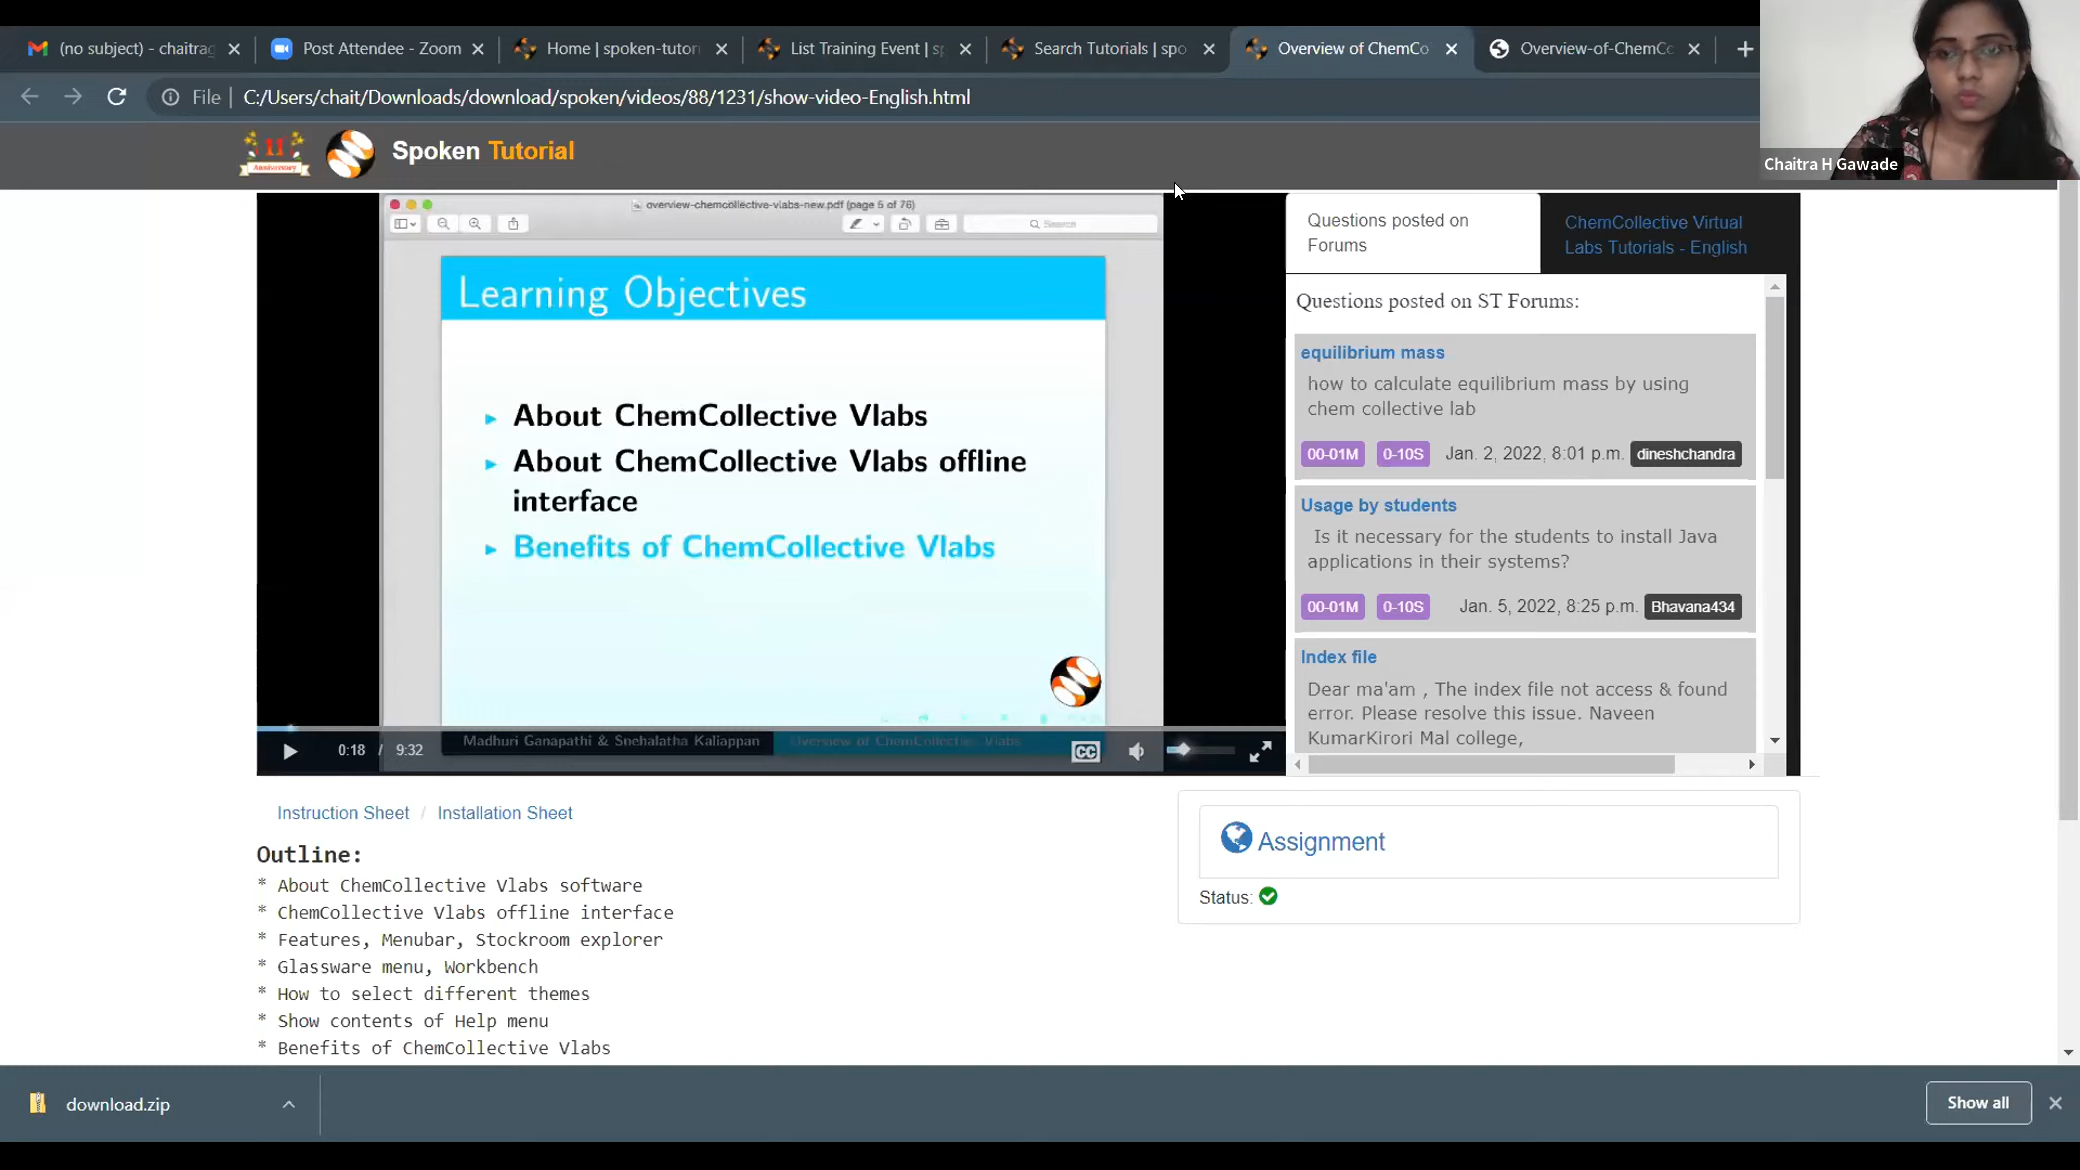 (no subject) - chaitrag
Post Attendee - Zoom
Home | spoken-tutor
List Training Event | s
Search Tutorials | spo
Overview of ChemCo
Overview-of-ChemCo
File
C:/Users/chait/Downloads/download/spoken/videos/88/1231/show-video-English.html
Chaitra H Gawade
11
Anniversary
Spoken Tutorial
overview-chemcollective-vlabs-new.pdf (page 5 of 76)
Search
Learning Objectives
About ChemCollective Vlabs
About ChemCollective Vlabs offline
interface
Benefits of ChemCollective Vlabs
Madhuri Ganapathi & Snehalatha Kaliappan
Overview of ChemCollective Vlabs
0:18 / 9:32
CC
Questions posted on
Forums
ChemCollective Virtual
Labs Tutorials - English
Questions posted on ST Forums:
equilibrium mass
how to calculate equilibrium mass by using
chem collective lab
00-01M 0-10S Jan. 2, 2022, 8:01 p.m. dineshchandra
Usage by students
Is it necessary for the students to install Java
applications in their systems?
00-01M 0-10S Jan. 5, 2022, 8:25 p.m. Bhavana434
Index file
Dear ma'am , The index file not access & found
error. Please resolve this issue. Naveen
KumarKirori Mal college,
Instruction Sheet / Installation Sheet
Outline:
* About ChemCollective Vlabs software
* ChemCollective Vlabs offline interface
* Features, Menubar, Stockroom explorer
* Glassware menu, Workbench
* How to select different themes
* Show contents of Help menu
* Benefits of ChemCollective Vlabs
Assignment
Status:
download.zip
Show all